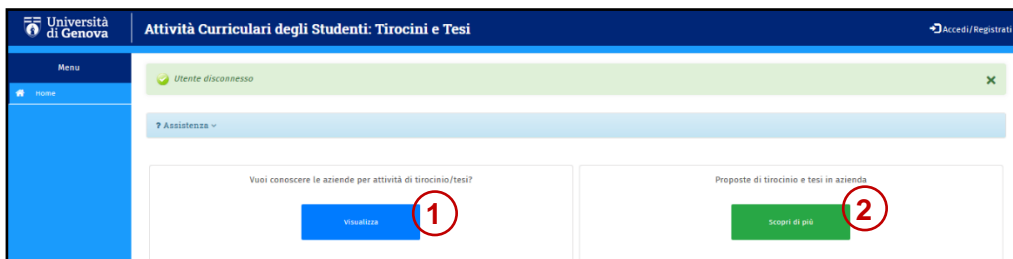 Università
di Genova
Attività Curriculari degli Studenti: Tirocini e Tesi
Accedi/Registrati
Menu
Home
Utente disconnesso
? Assistenza
Vuoi conoscere le aziende per attività di tirocinio/tesi?
Visualizza
1
Proposte di tirocinio e tesi in azienda
Scopri di più
2